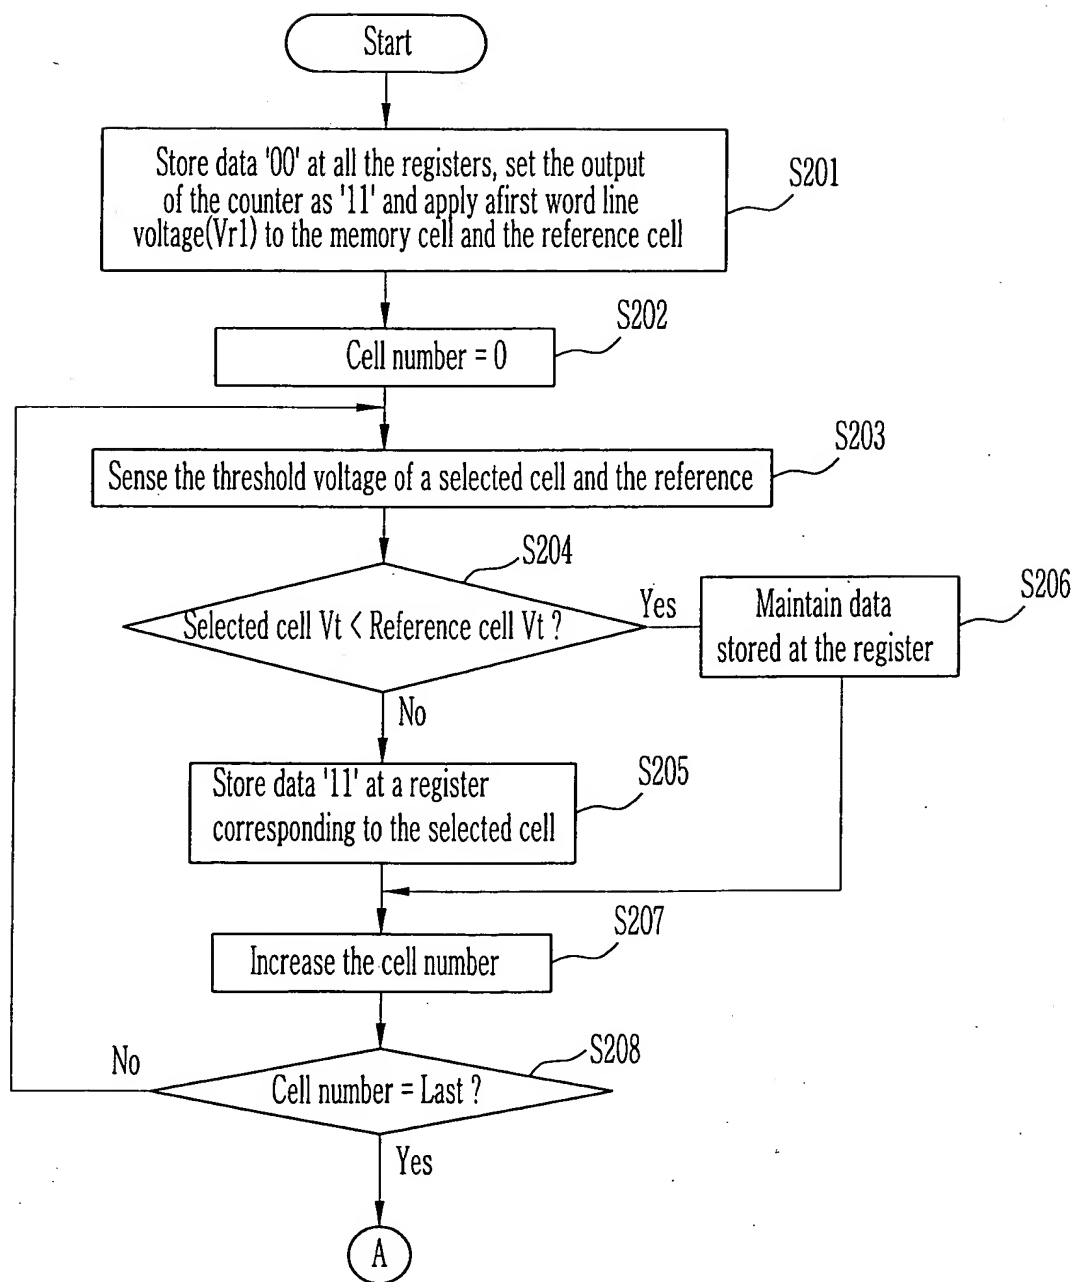 Start
Store data '00' at all the registers, set the output
of the counter as '11' and apply afirst word line
voltage(Vr1) to the memory cell and the reference cell
S201
S202
Cell number = 0
S203
Sense the threshold voltage of a selected cell and the reference
S204
Selected cell Vt < Reference cell Vt ?
Yes
Maintain data
stored at the register
S206
No
Store data '11' at a register
corresponding to the selected cell
S205
S207
Increase the cell number
S208
No
Cell number = Last ?
Yes
A